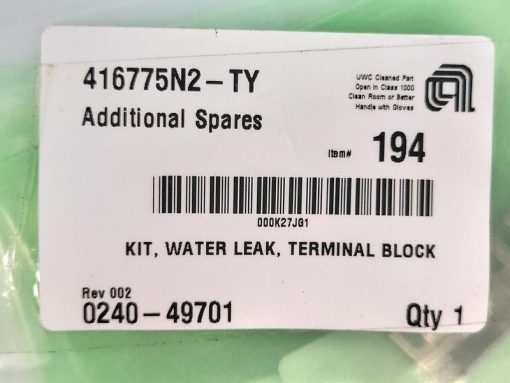 416775N2-TY
UWC Cleaned Part
Open in Class 1000
Clean Room or Better
Handle with Gloves
Additional Spares
Item# 194
000K27JG1
KIT, WATER LEAK, TERMINAL BLOCK
Rev 002
0240-49701
Qty 1